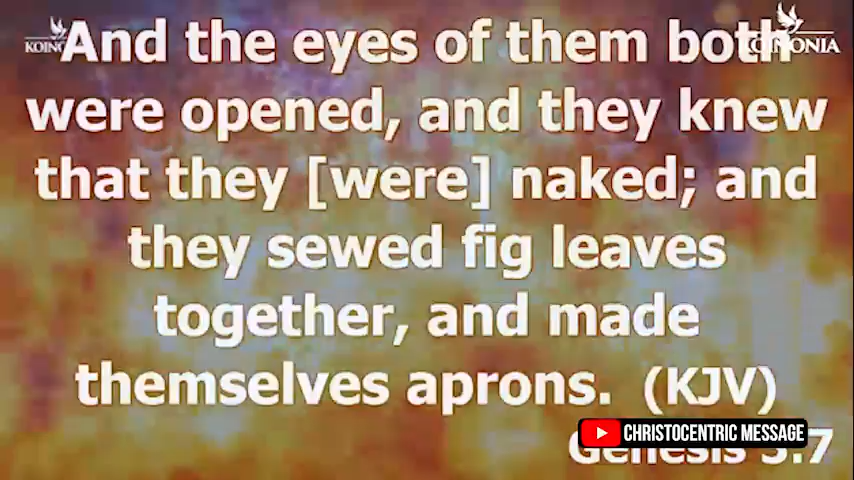 KOINONIA
And the eyes of them both
were opened, and they knew
that they [were] naked; and
they sewed fig leaves
together, and made
themselves aprons. (KJV)
CHRISTOCENTRIC MESSAGE
Genesis 3:7